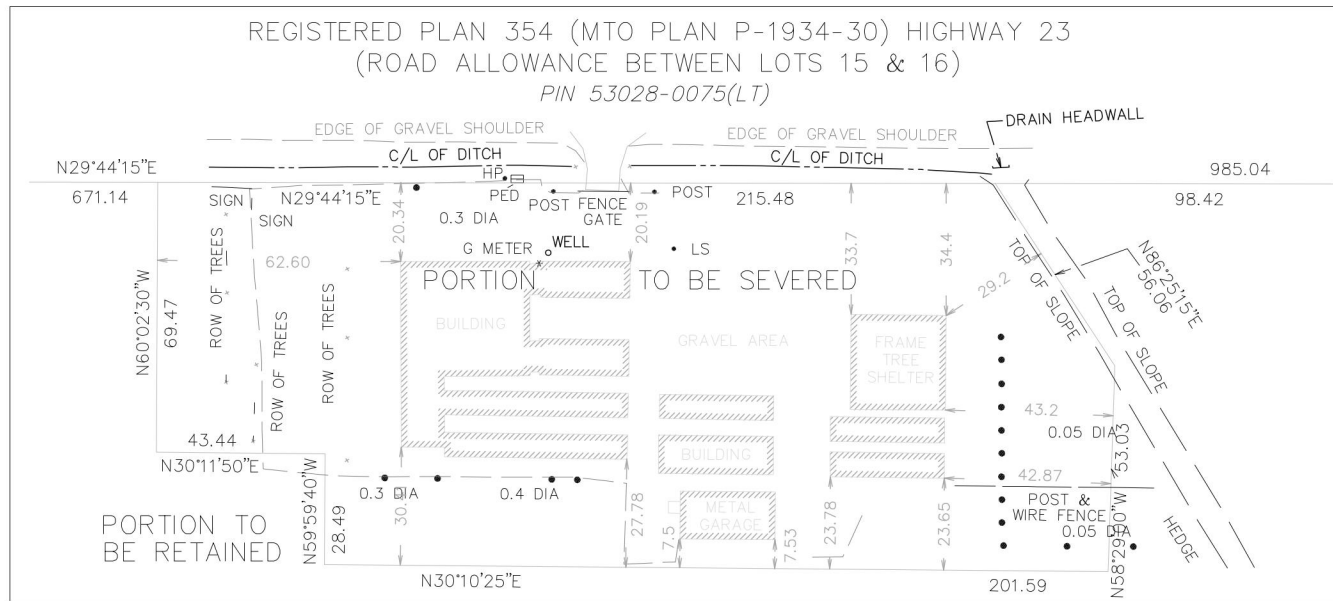 REGISTERED PLAN 354 (MTO PLAN P-1934-30) HIGHWAY 23
(ROAD ALLOWANCE BETWEEN LOTS 15 & 16)
PIN 53028-0075(LT)
EDGE OF GRAVEL SHOULDER
EDGE OF GRAVEL SHOULDER
DRAIN HEADWALL
C/L OF DITCH
C/L OF DITCH
N29°44'15"E
HP
985.04
671.14
SIGN
N29°44'15"E
PED
POST
FENCE
GATE
POST
215.48
98.42
SIGN
0.3 DIA
20.34
20.19
G METER
WELL
LS
33.7
34.4
N86°25'15"E
56.06
62.60
PORTION TO BE SEVERED
29.2
TOP OF SLOPE
TOP OF SLOPE
N60°02'30"W
69.47
ROW OF TREES
ROW OF TREES
ROW OF TREES
BUILDING
GRAVEL AREA
FRAME
TREE
SHELTER
43.2
0.05 DIA
43.44
N30°11'50"E
BUILDING
42.87
53.03
N58°29'00"W
0.3 DIA
0.4 DIA
POST &
WIRE FENCE
0.05 DIA
HEDGE
PORTION TO
BE RETAINED
N59°59'40"W
28.49
27.78
7.5
METAL
GARAGE
7.53
23.78
23.65
N30°10'25"E
201.59